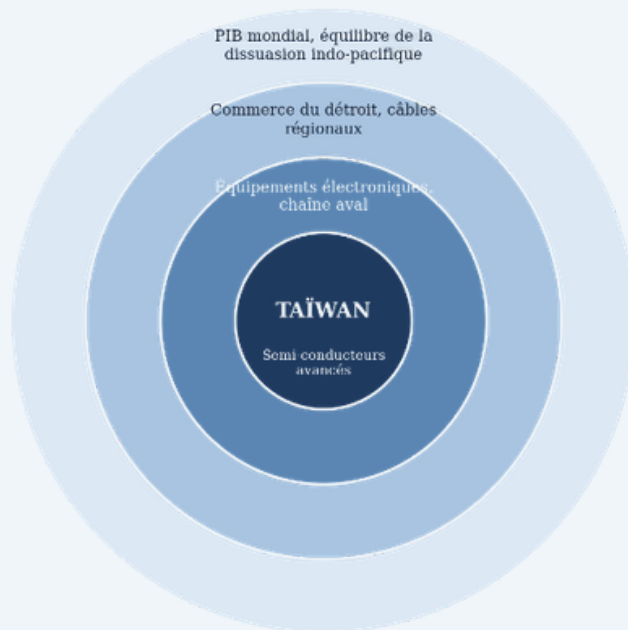 PIB mondial, équilibre de la
dissuasion indo-pacifique
Commerce du détroit, câbles
régionaux
Équipements électroniques,
chaîne aval
TAÏWAN
Semi conducteurs
avancés